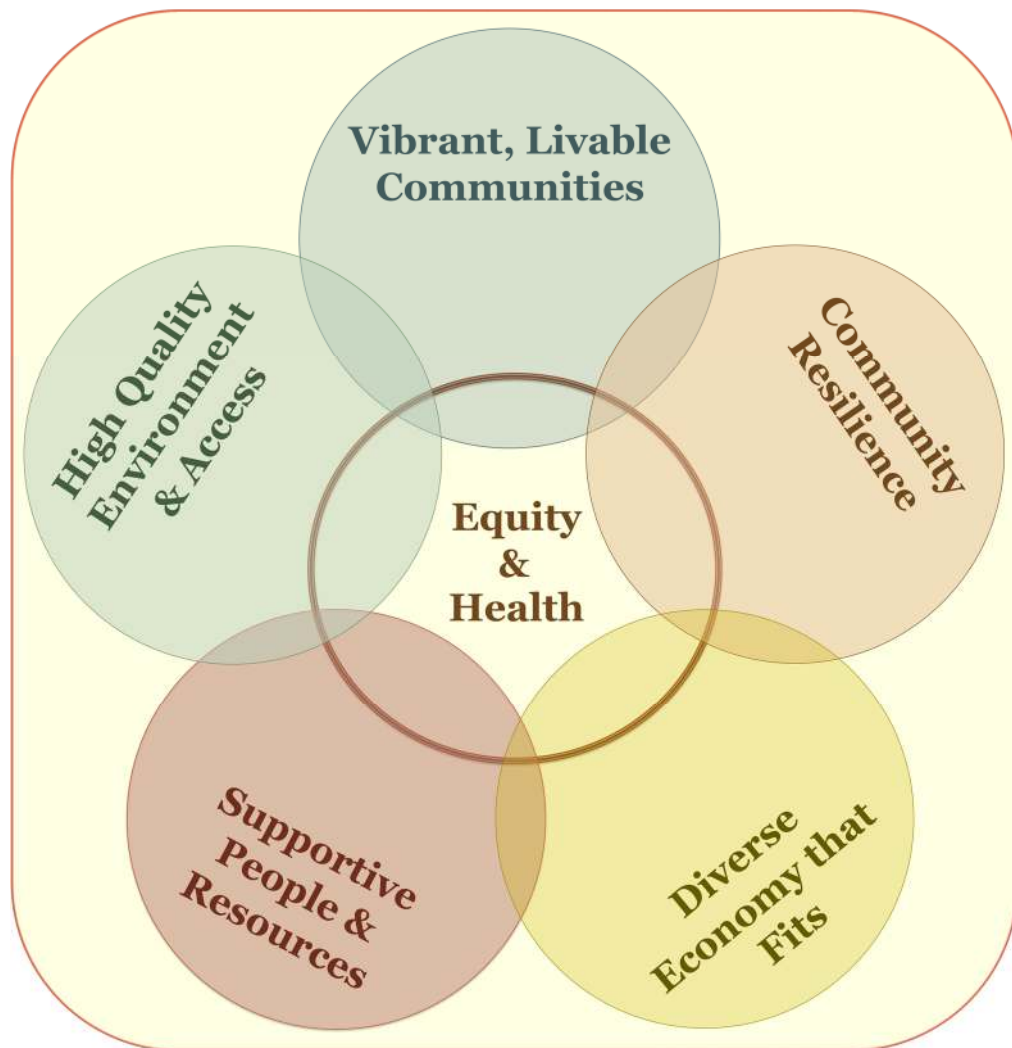 Vibrant, Livable
Communities
High Quality
Environment
& Access
Community
Resilience
Equity
&
Health
Supportive
People &
Resources
Diverse
Economy that
Fits